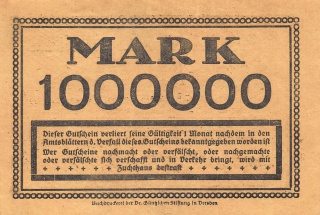 MARK
1000000
Dieser Gutschein verliert seine Gültigkeit 1 Monat nachdem in den
Amtsblättern d. Verfall dieses Gutscheins bekanntgegeben worden ist
Wer Gutscheine nachmacht oder verfälscht, oder nachgemachte
oder verfälschte sich verschafft und in Verkehr bringt, wird mit
Zuchthaus bestraft
Buchdruckerei der Dr. Güntzschen Stiftung in Dresden